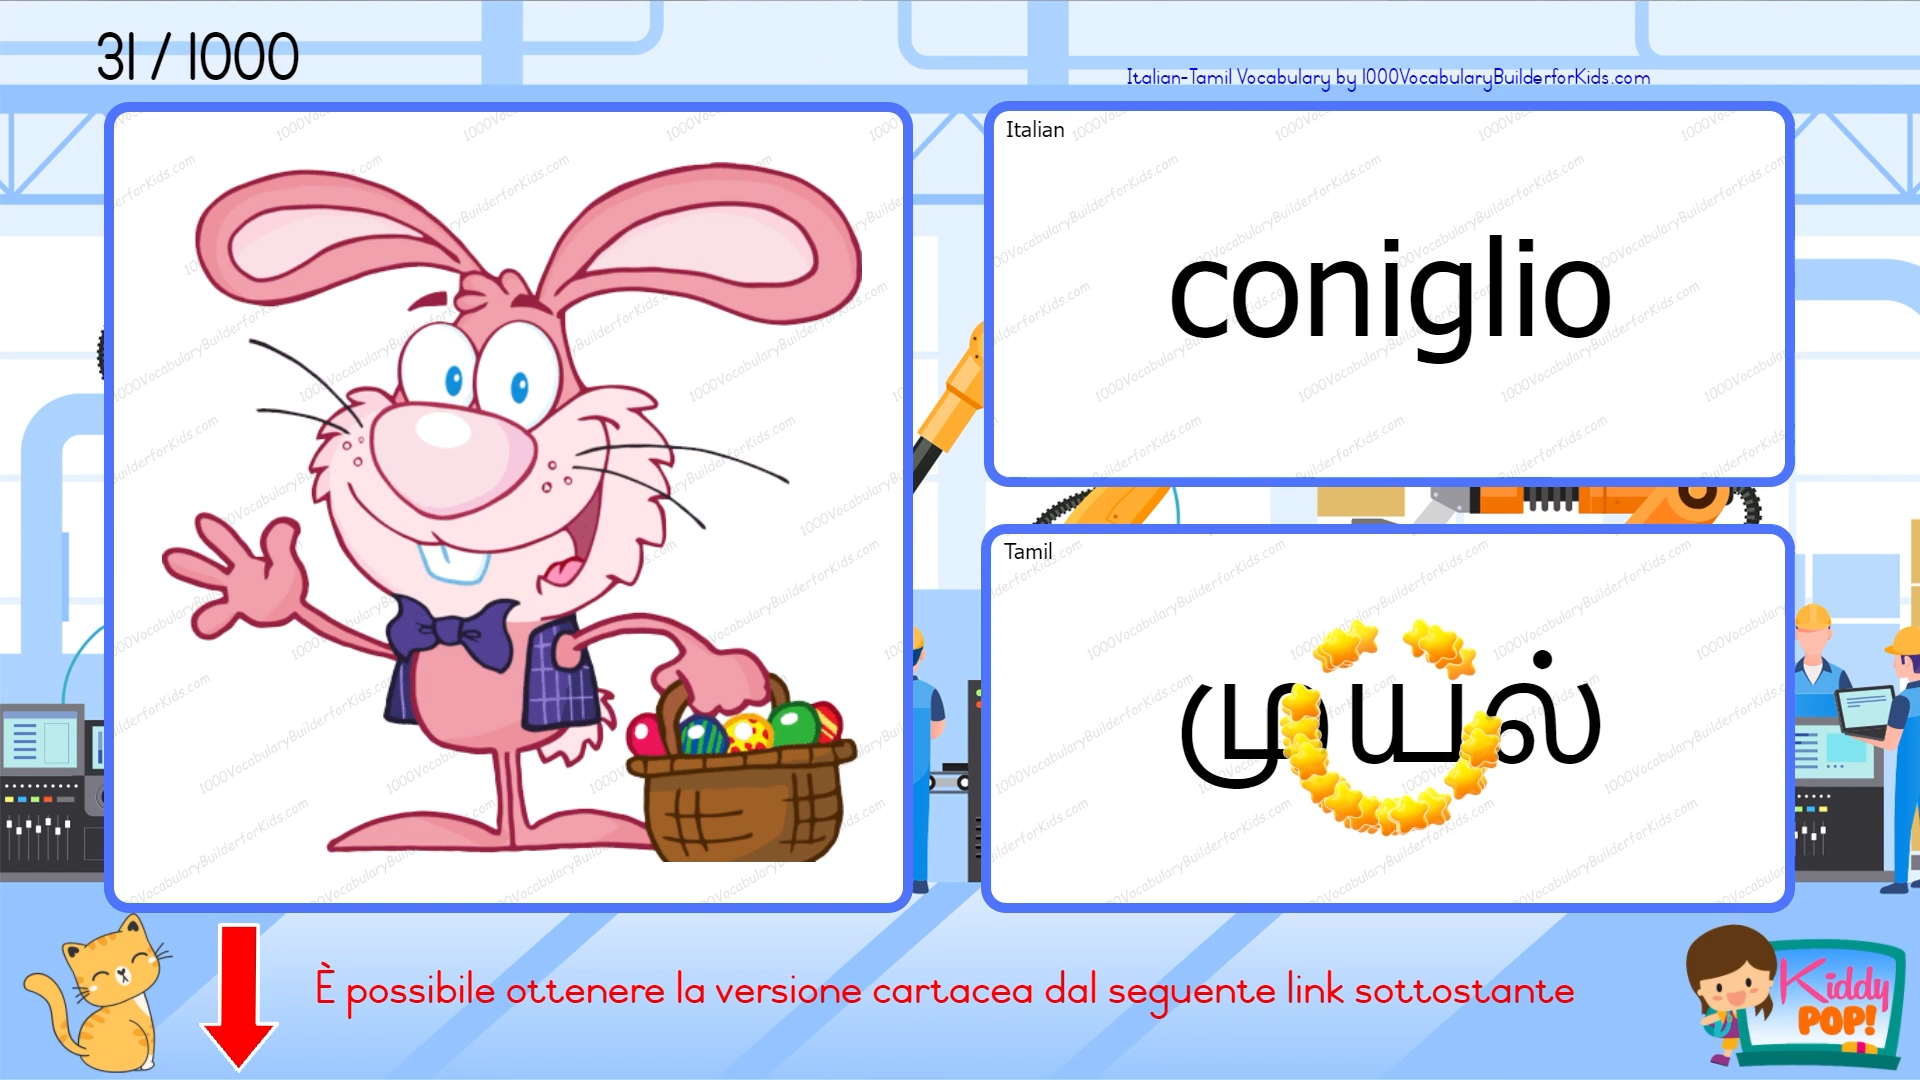 31 / 1000
Italian-Tamil Vocabulary by 1000VocabularyBuilderforKids.com
Italian
coniglio
Tamil
முயல்
È possibile ottenere la versione cartacea dal seguente link sottostante
Kiddy
POP!